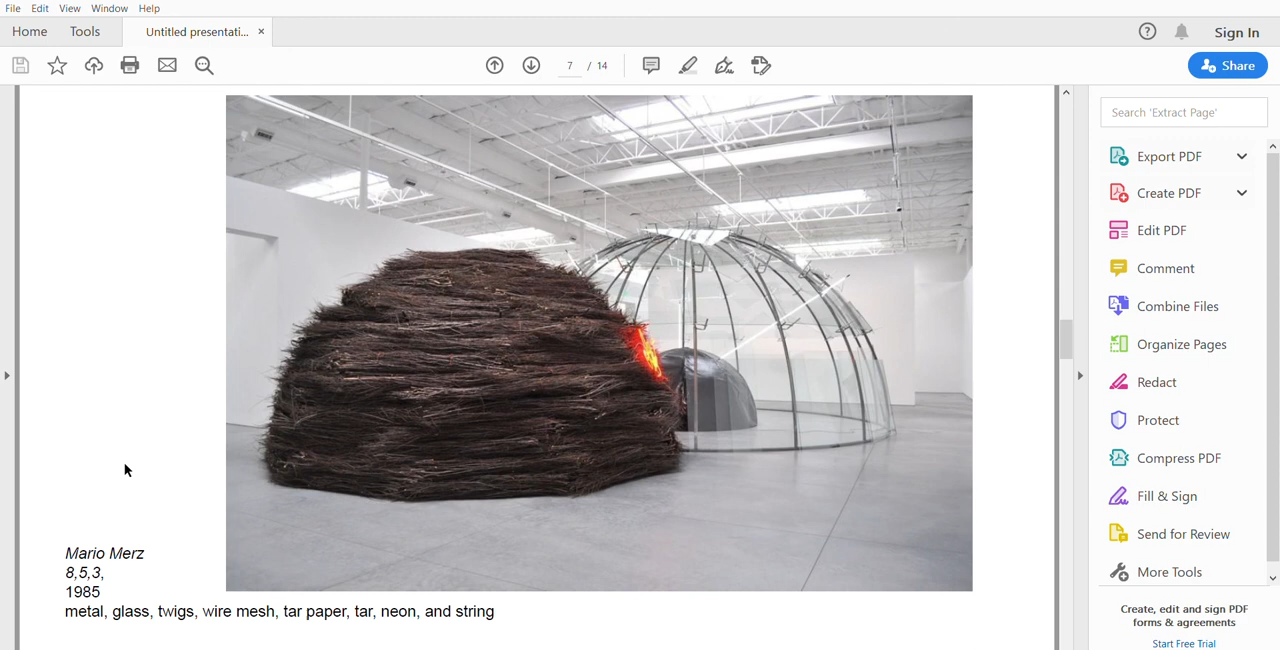 File Edit View Window Help
Home Tools Untitled presentati... × Sign In
7 / 14 Share
Search 'Extract Page'
Export PDF
Create PDF
Edit PDF
Comment
Combine Files
Organize Pages
Redact
Protect
Compress PDF
Fill & Sign
Send for Review
More Tools
Create, edit and sign PDF
forms & agreements
Start Free Trial
Mario Merz
8,5,3,
1985
metal, glass, twigs, wire mesh, tar paper, tar, neon, and string